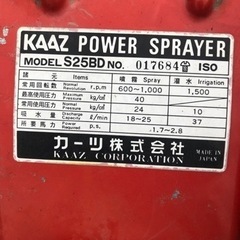 KAAZ POWER SPRAYER
MODEL S25BD NO. 017684 ISO
諸元 Items 噴霧 Spray 灌水 Irrigation
常用回転数 Normal Revolution r,p,m 600~1,000 1,500
最高使用圧力 Maximum Pressure kg/cm² 40
常用使用圧力 Normal Pressure kg/cm² 24 10
吸水量 ℓ/min 18~25 37
所要馬力 PS .1.7~2.8
カーツ株式会社
KAAZ CORPORATION
MADE IN JAPAN